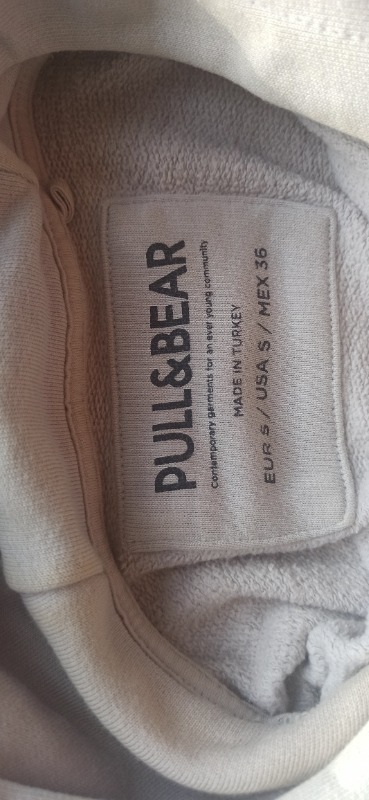 PULL&BEAR
Contemporary garments for an ever young community
MADE IN TURKEY
EUR S / USA S / MEX 36